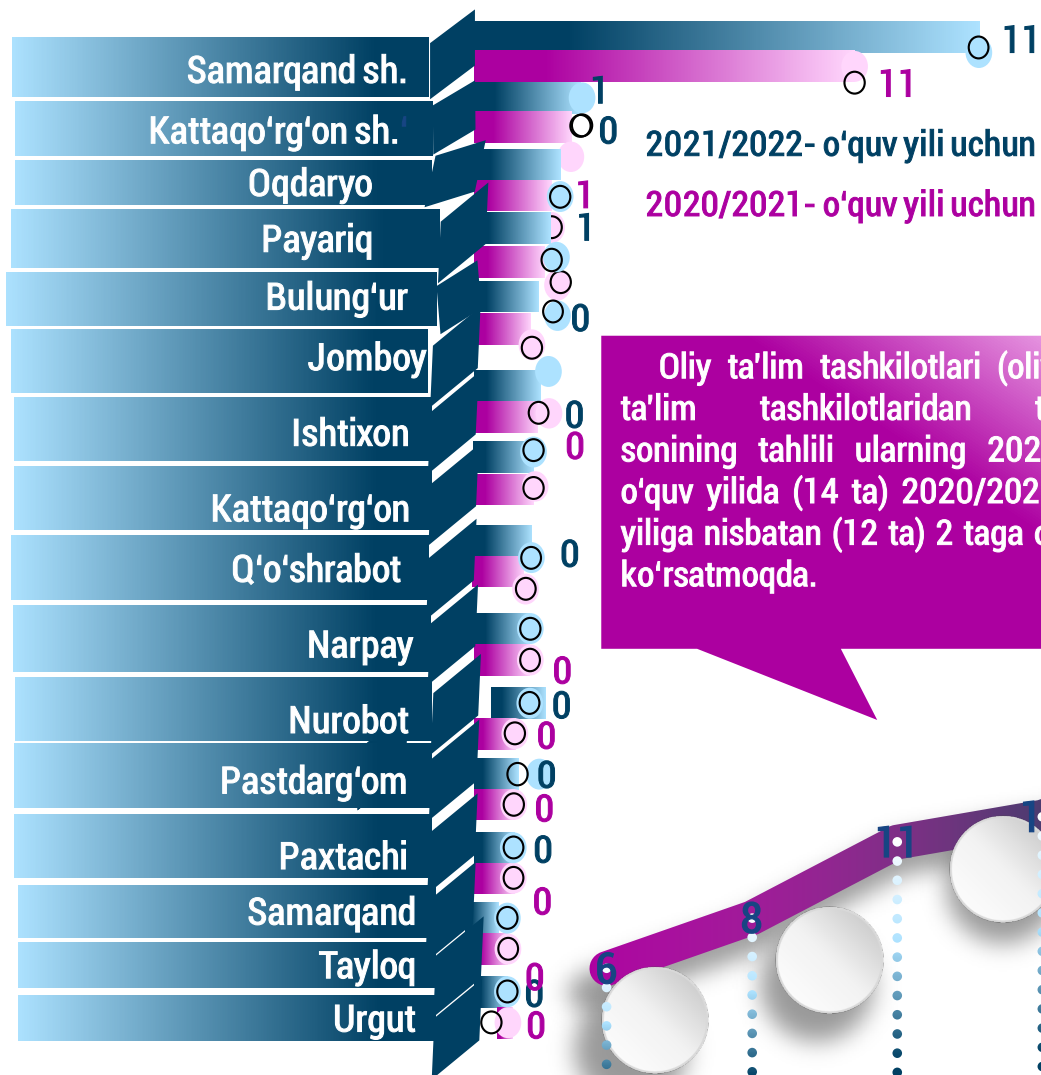 11
Samarqand sh.
11
1
Kattaqo‘rg‘on sh.‘
0
2021/2022- o‘quv yili uchun
Oqdaryo
1
2020/2021- o‘quv yili uchun
Payariq
1
Bulung‘ur
0
Jomboy
Oliy ta’lim tashkilotlari
ta’lim tashkilotlaridan
sonining tahlili ularning
o‘quv yilida (14 ta)
yiliga nisbatan (12 ta) 2 taga
ko‘rsatmoqda.
0
Ishtixon
0
Kattaqo‘rg‘on
0
Q‘o‘shrabot
Narpay
0
0
Nurobot
0
Pastdarg‘om
0
0
Paxtachi
0
0
Samarqand
Tayloq
0
0
Urgut
0
6
8
11